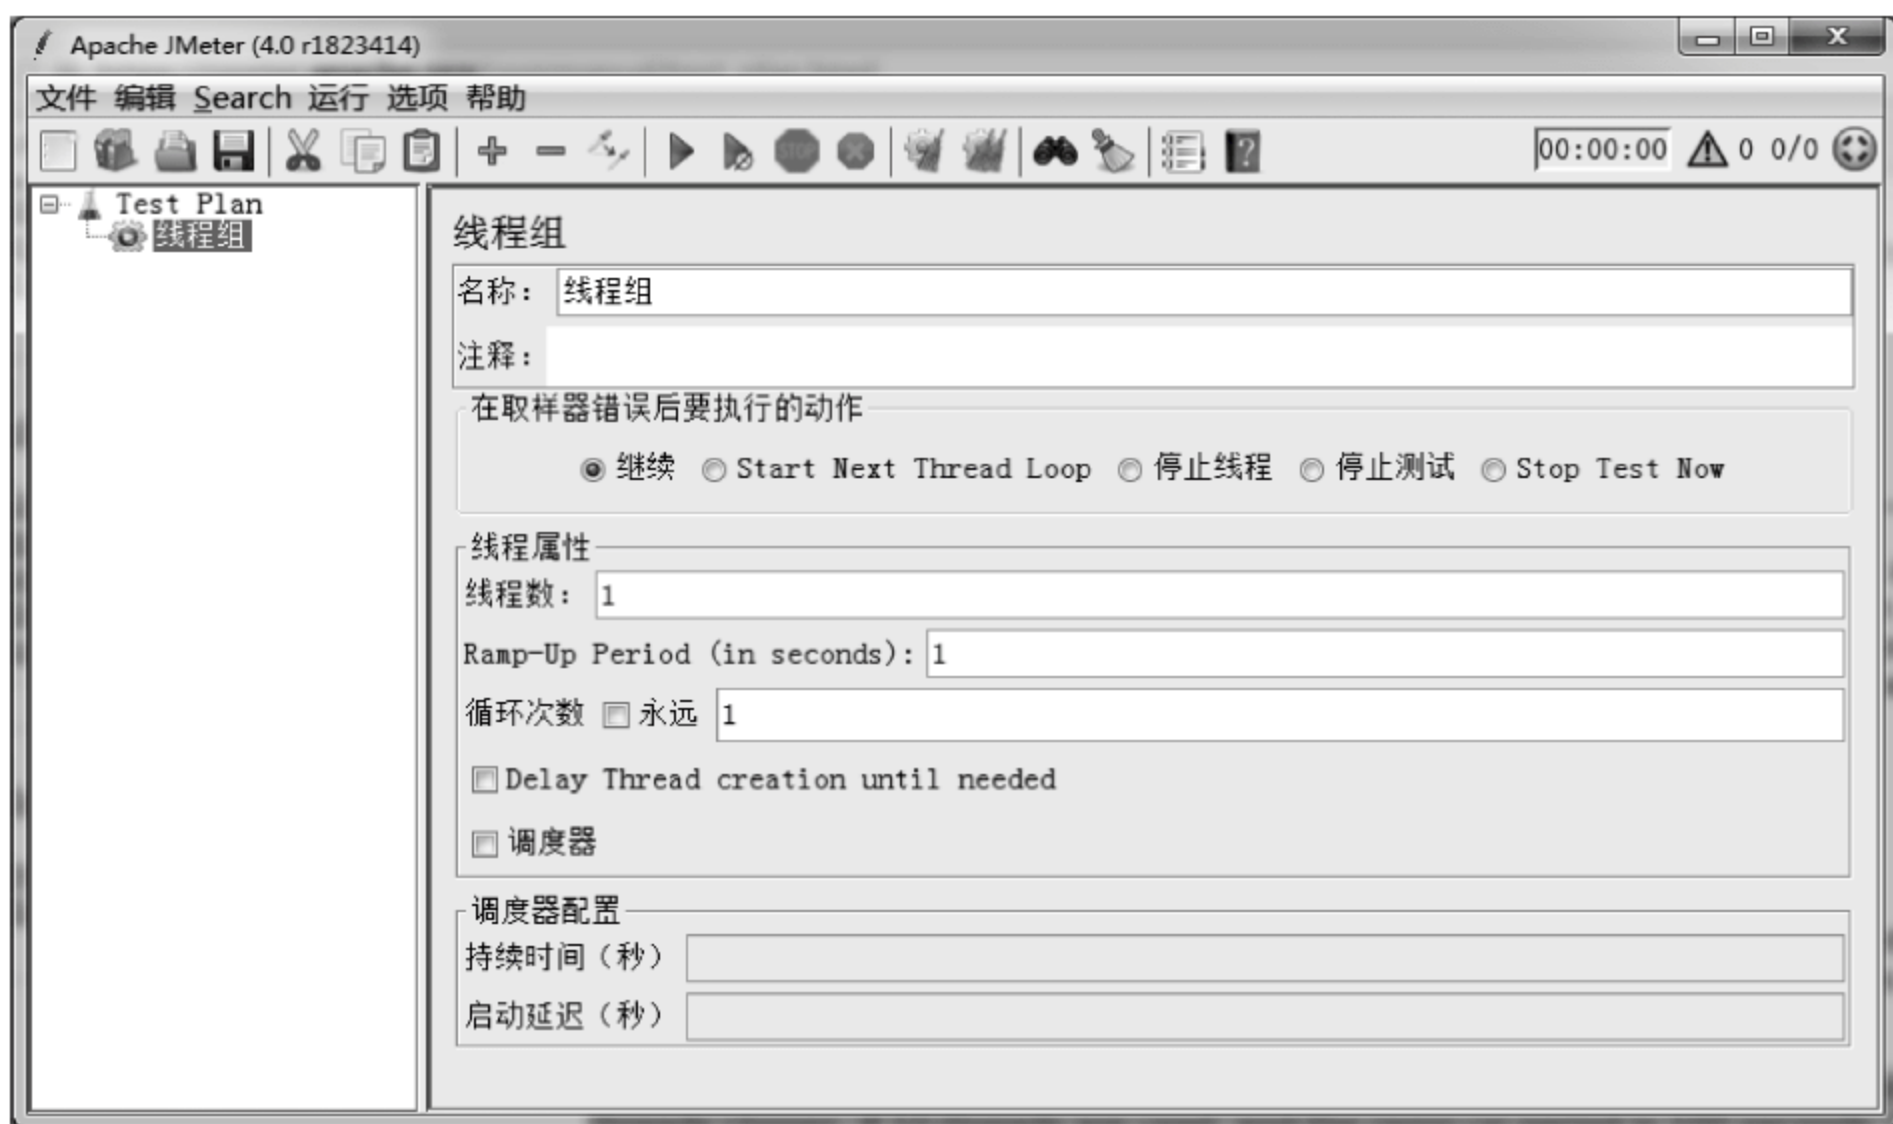 Apache JMeter (4.0 r1823414)
文件 编辑 Search 运行 选项 帮助
STOP
00:00:00 0 0/0
Test Plan
线程组
线程组
名称： 线程组
注释：
在取样器错误后要执行的动作
继续 Start Next Thread Loop 停止线程 停止测试 Stop Test Now
线程属性
线程数： 1
Ramp-Up Period (in seconds): 1
循环次数 永远 1
Delay Thread creation until needed
调度器
调度器配置
持续时间（秒）
启动延迟（秒）